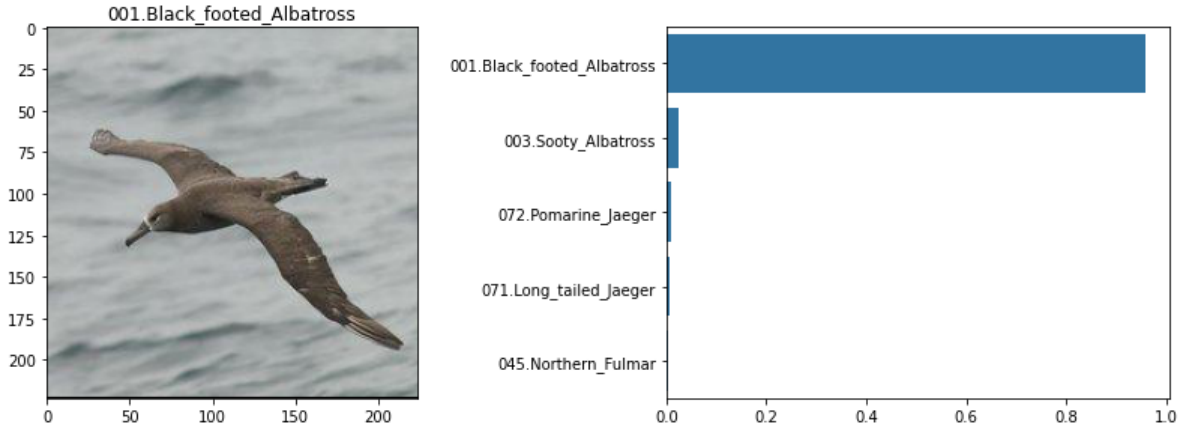 001.Black_footed_Albatross
0
25
50
75
100
125
150
175
200
0 50 100 150 200
001.Black_footed_Albatross
003.Sooty_Albatross
072.Pomarine_Jaeger
071.Long_tailed_Jaeger
045.Northern_Fulmar
0.0 0.2 0.4 0.6 0.8 1.0